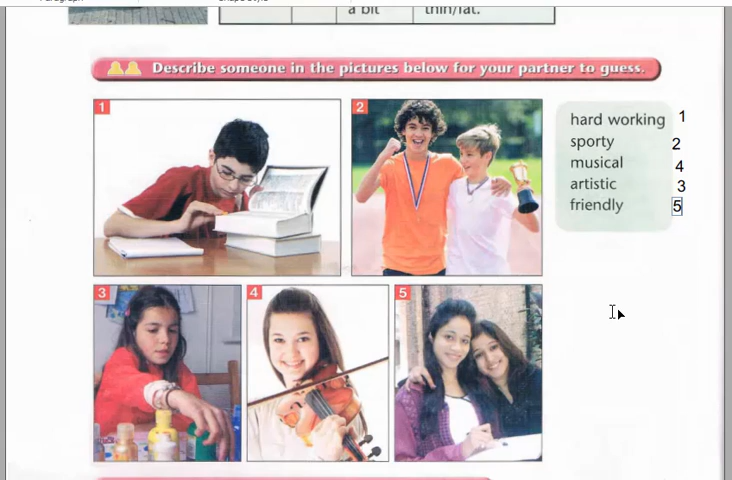 a bit thin/fat.
Describe someone in the pictures below for your partner to guess.
1
2
hard working 1
sporty 2
musical 4
artistic 3
friendly 5
3
4
5